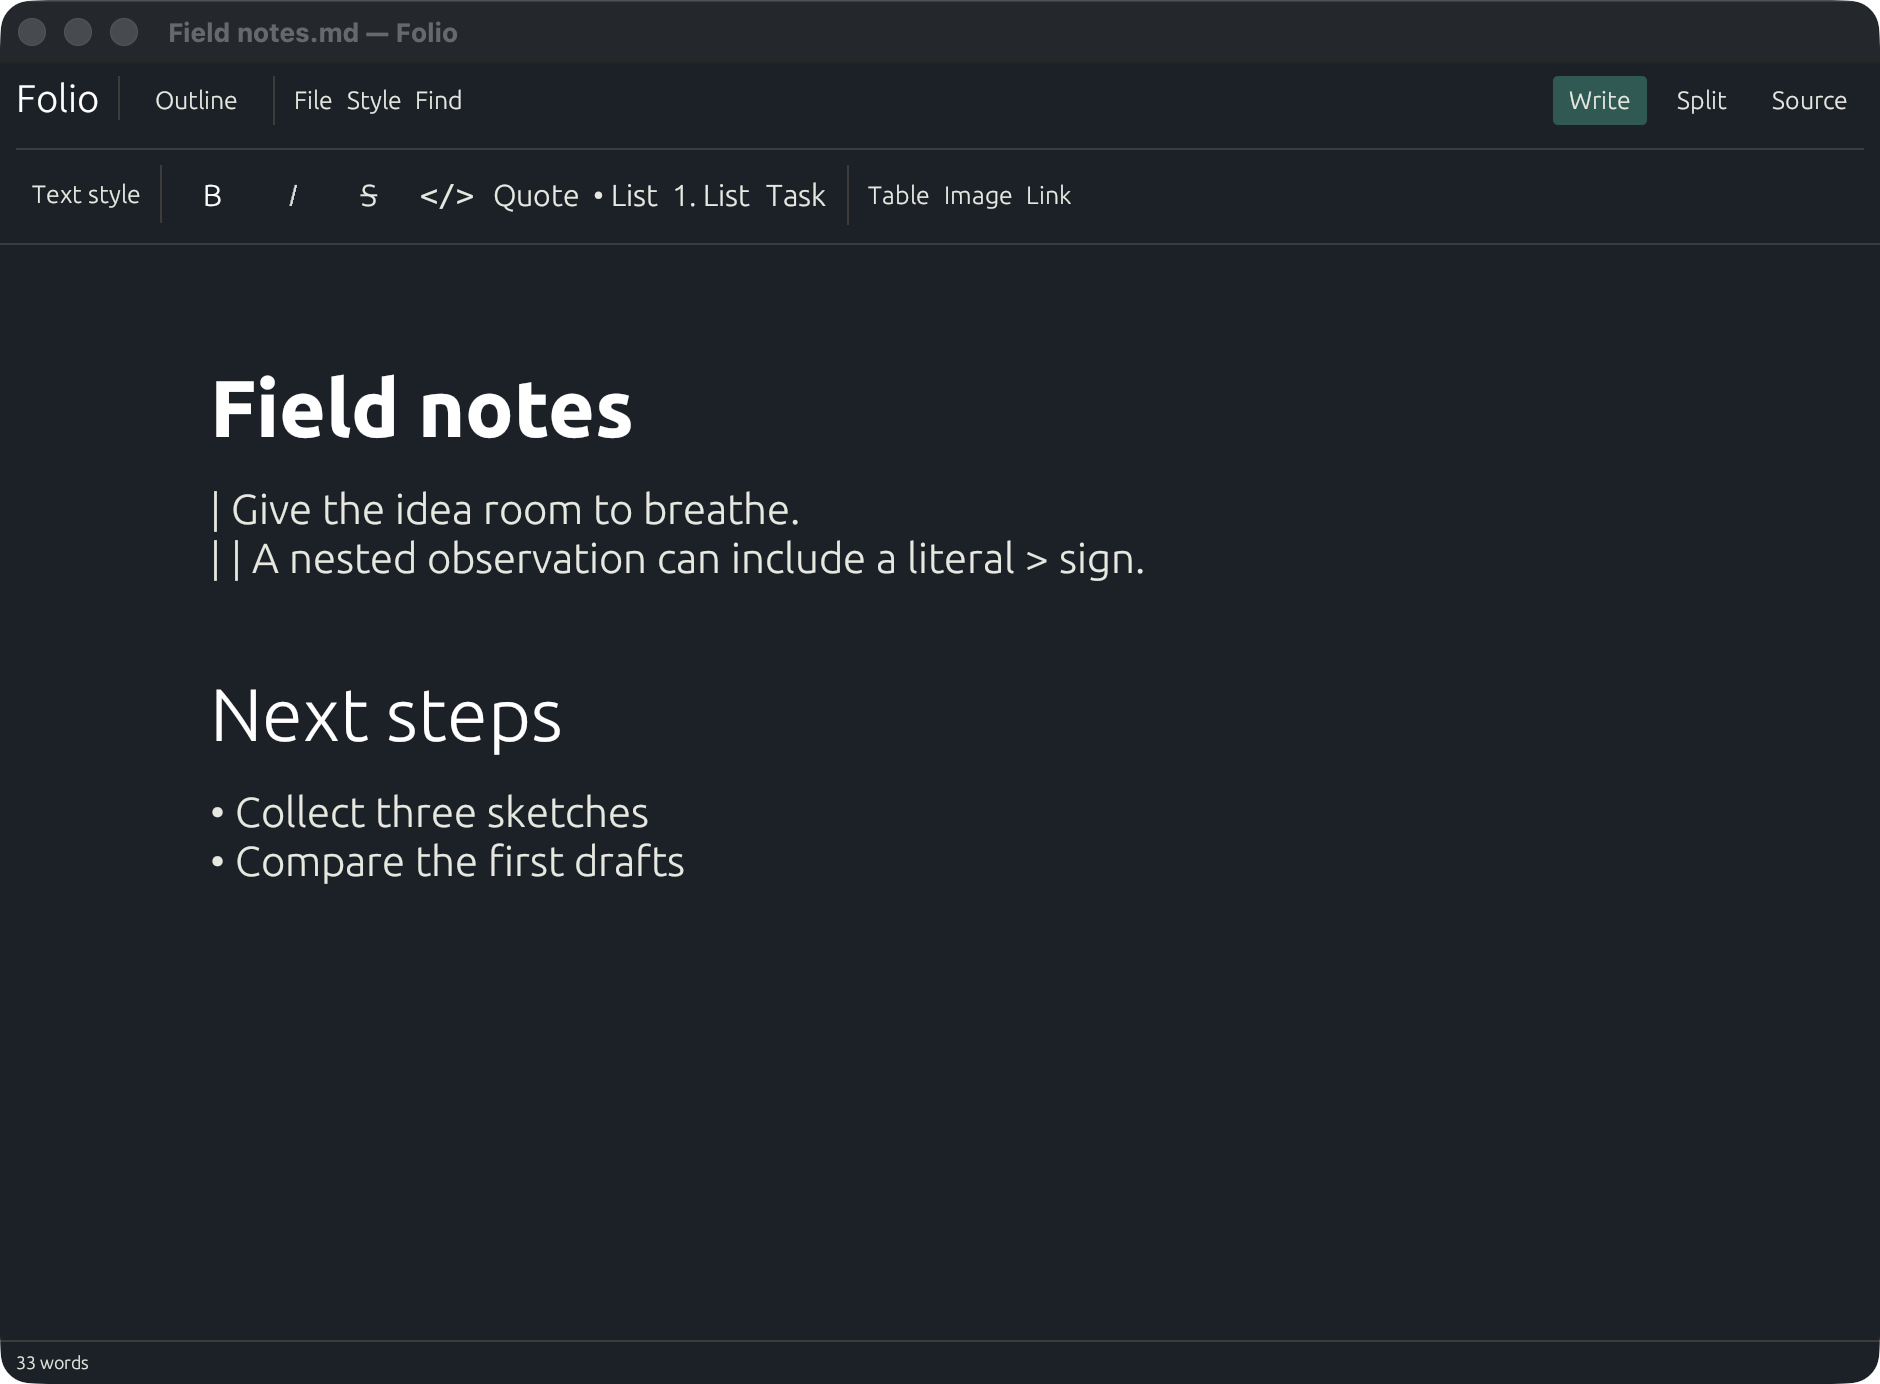 Field notes.md — Folio
Folio Outline File Style Find Write Split Source
Text style B I S </> Quote • List 1. List Task Table Image Link
Field notes
| Give the idea room to breathe.
| | A nested observation can include a literal > sign.
Next steps
• Collect three sketches
• Compare the first drafts
33 words